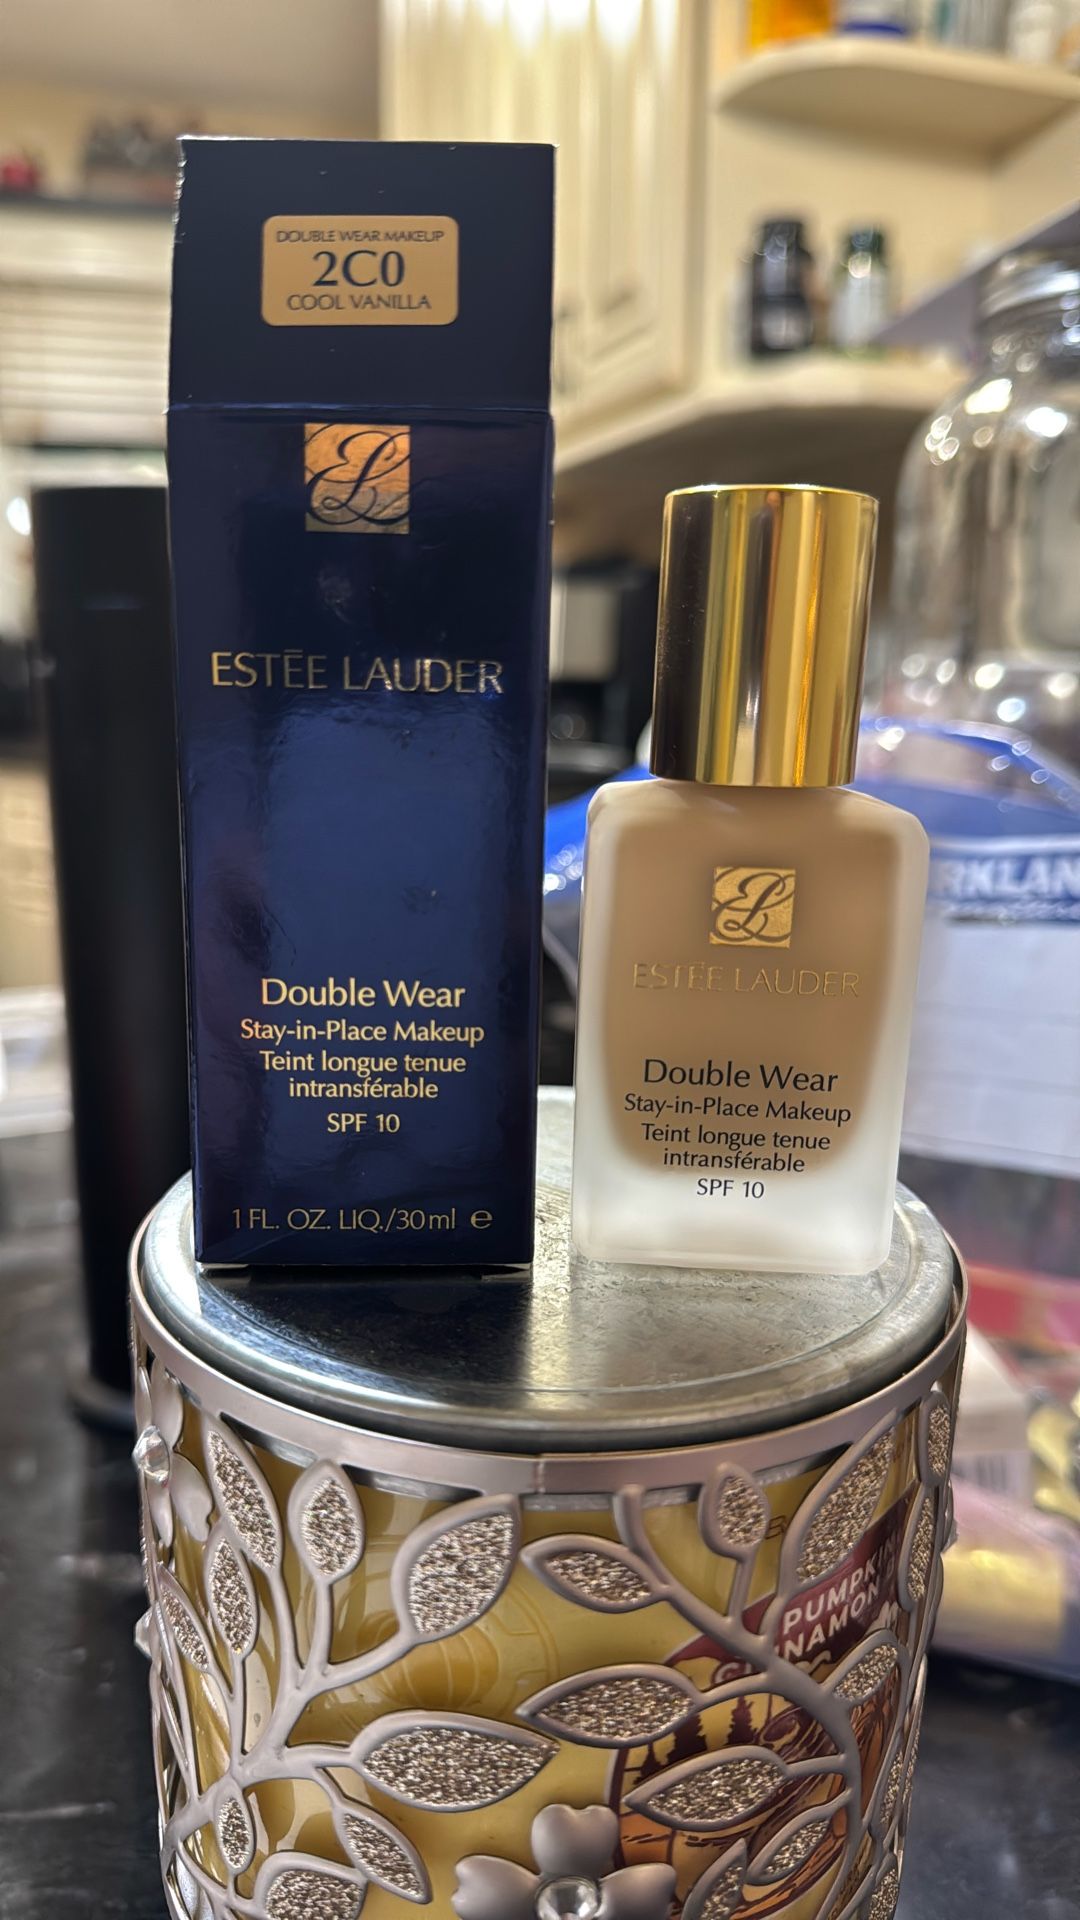 DOUBLE WEAR MAKEUP
2C0
COOL VANILLA
ESTĒE LAUDER
Double Wear
Stay-in-Place Makeup
Teint longue tenue
intransférable
SPF 10
1 FL. OZ. LIQ./30ml e
ESTĒE LAUDER
Double Wear
Stay-in-Place Makeup
Teint longue tenue
intransférable
SPF 10
RKLAN
PUMPKIN